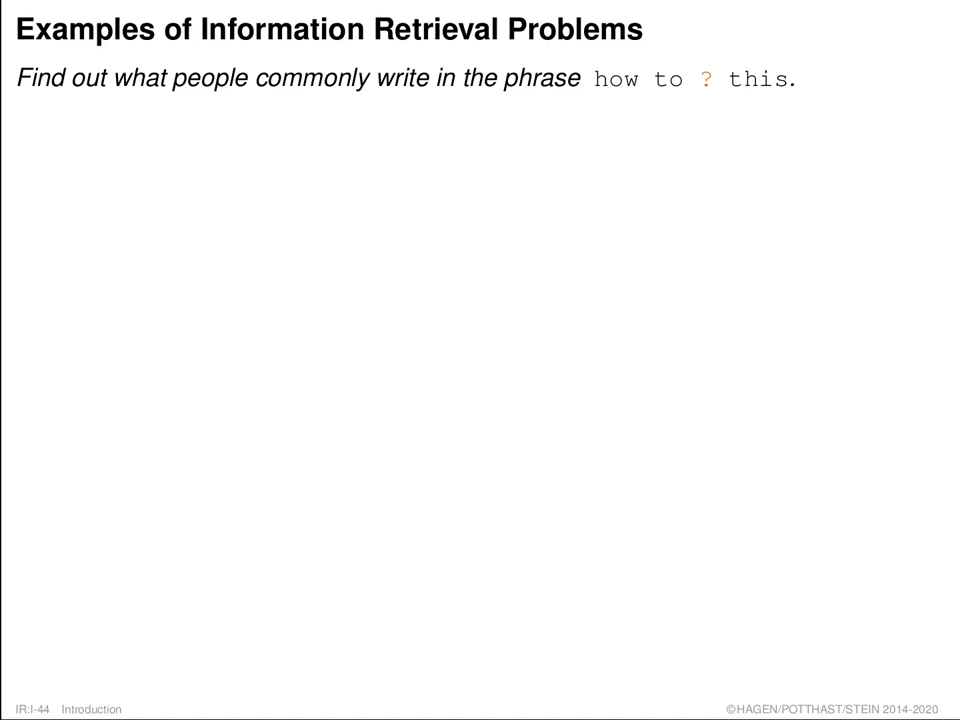 Examples of Information Retrieval Problems
Find out what people commonly write in the phrase how to ? this.
IR:I-44 Introduction
©HAGEN/POTTHAST/STEIN 2014-2020